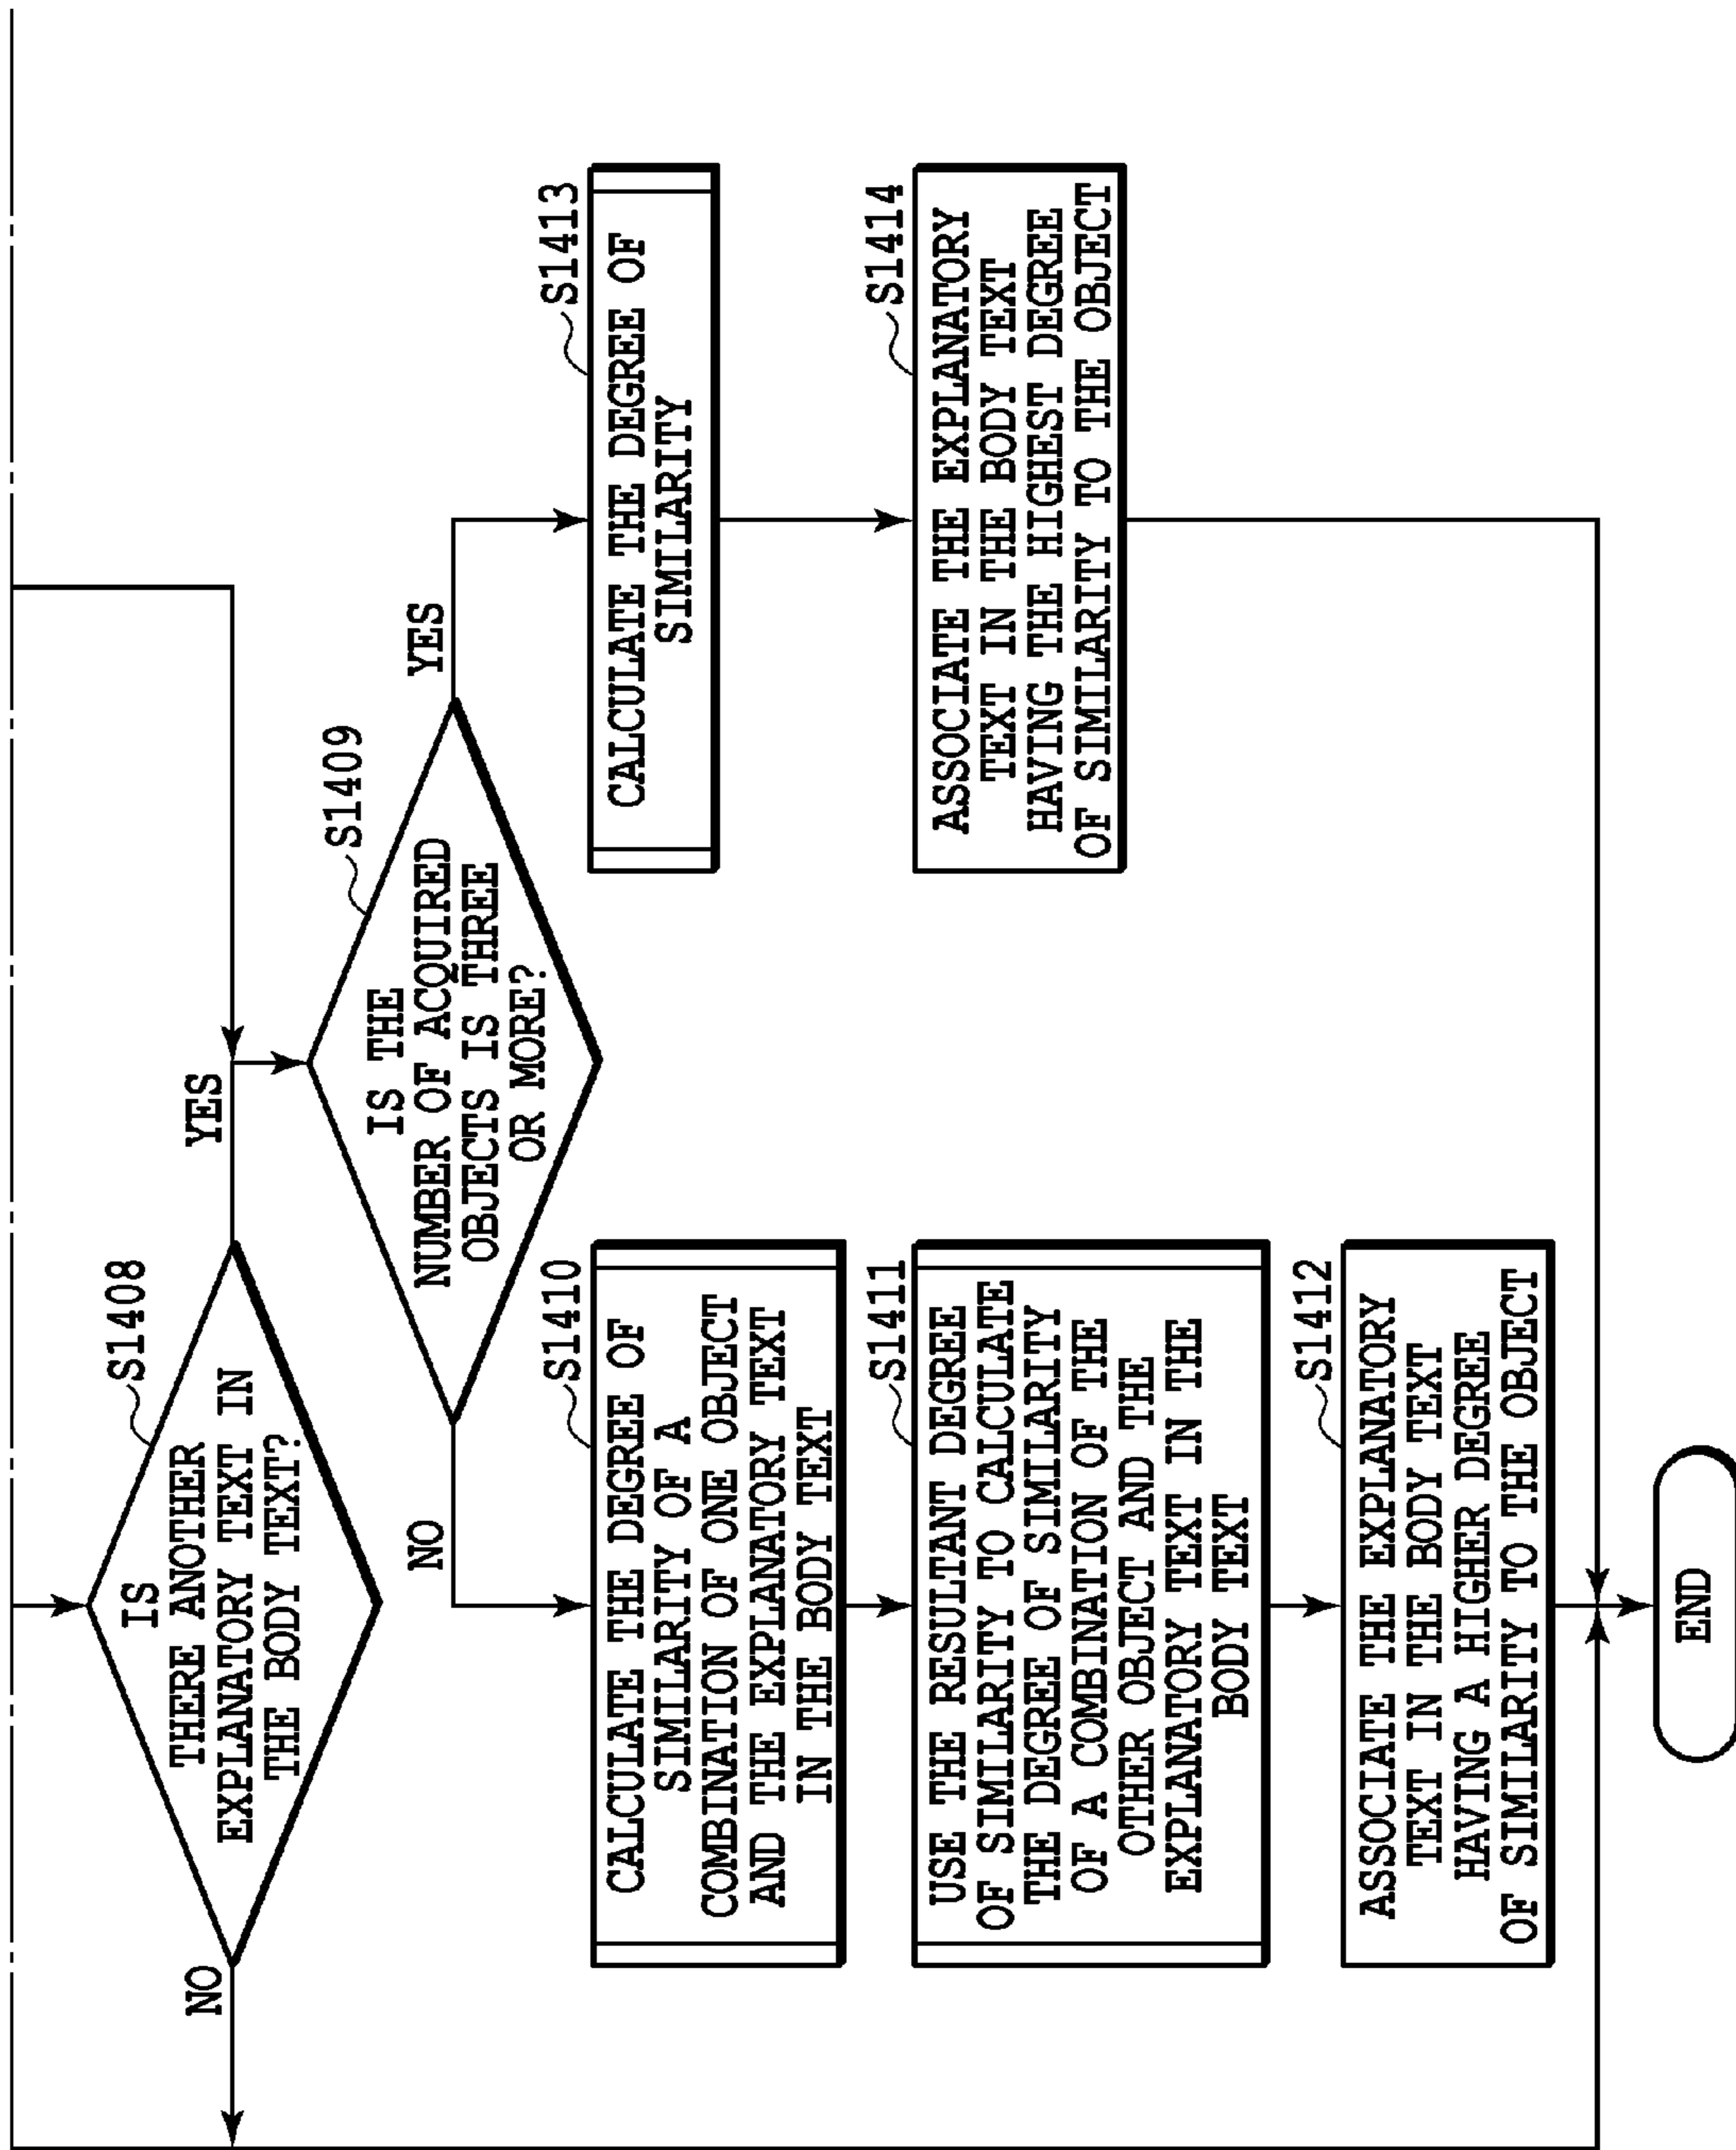 S1408
IS
THERE ANOTHER
EXPLANATORY TEXT IN
THE BODY TEXT?
NO
YES
S1409
IS THE
NUMBER OF ACQUIRED
OBJECTS IS THREE
OR MORE?
NO
YES
S1410
CALCULATE THE DEGREE OF
SIMILARITY OF A
COMBINATION OF ONE OBJECT
AND THE EXPLANATORY TEXT
IN THE BODY TEXT
S1411
USE THE RESULTANT DEGREE
OF SIMILARITY TO CALCULATE
THE DEGREE OF SIMILARITY
OF A COMBINATION OF THE
OTHER OBJECT AND THE
EXPLANATORY TEXT IN THE
BODY TEXT
S1412
ASSOCIATE THE EXPLANATORY
TEXT IN THE BODY TEXT
HAVING A HIGHER DEGREE
OF SIMILARITY TO THE OBJECT
S1413
CALCULATE THE DEGREE OF
SIMILARITY
S1414
ASSOCIATE THE EXPLANATORY
TEXT IN THE BODY TEXT
HAVING THE HIGHEST DEGREE
OF SIMILARITY TO THE OBJECT
END